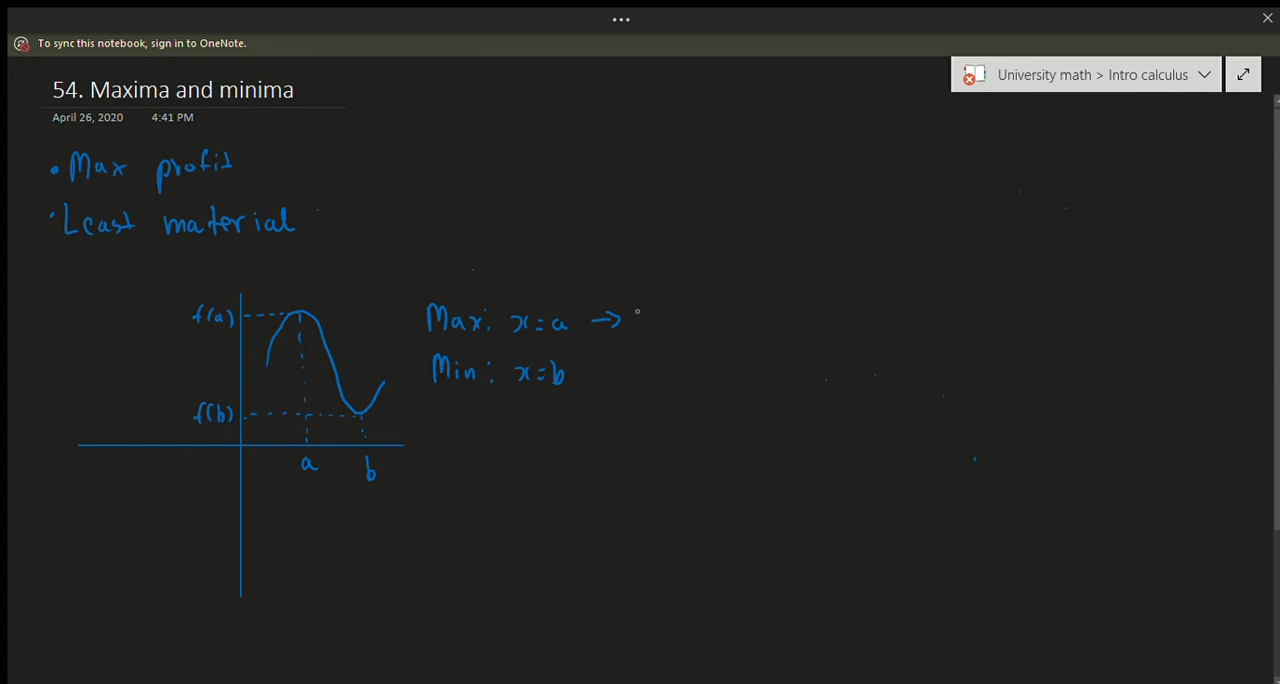 To sync this notebook, sign in to OneNote.
University math > Intro calculus
54. Maxima and minima
April 26, 2020 4:41 PM
• Max profit
• Least material
f(a)
Max: x=a →
Min: x=b
f(b)
a
b